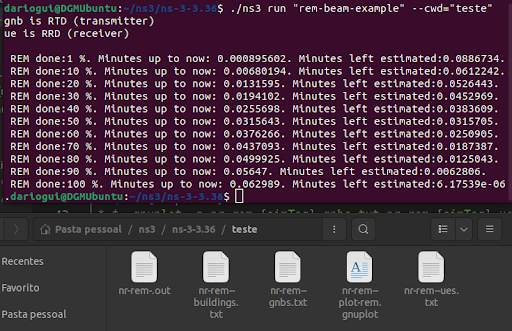 dariogui@DGMUbuntu:~/ns3/ns-3-3.36$ ./ns3 run "rem-beam-example" --cwd="teste"
gnb is RTD (transmitter)
ue is RRD (receiver)
REM done:1 %. Minutes up to now: 0.000895602. Minutes left estimated:0.0886734.
REM done:10 %. Minutes up to now: 0.00680194. Minutes left estimated:0.0612242.
REM done:20 %. Minutes up to now: 0.0131595. Minutes left estimated:0.0526443.
REM done:30 %. Minutes up to now: 0.0194102. Minutes left estimated:0.0452969.
REM done:40 %. Minutes up to now: 0.0255698. Minutes left estimated:0.0383609.
REM done:50 %. Minutes up to now: 0.0315643. Minutes left estimated:0.0315705.
REM done:60 %. Minutes up to now: 0.0376266. Minutes left estimated:0.0250905.
REM done:70 %. Minutes up to now: 0.0437093. Minutes left estimated:0.0187387.
REM done:80 %. Minutes up to now: 0.0499925. Minutes left estimated:0.0125043.
REM done:90 %. Minutes up to now: 0.05647. Minutes left estimated:0.0062806.
REM done:100 %. Minutes up to now: 0.062989. Minutes left estimated:6.17539e-06
.dariogui@DGMUbuntu:~/ns3/ns-3-3.36$
Pasta pessoal / ns3 / ns-3-3.36 / teste
Recentes
Favorito
Pasta pessoal
nr-rem-.out
nr-rem--
buildings.
txt
nr-rem--
gnbs.txt
nr-rem--
plot-rem.
gnuplot
nr-rem--ues.
txt